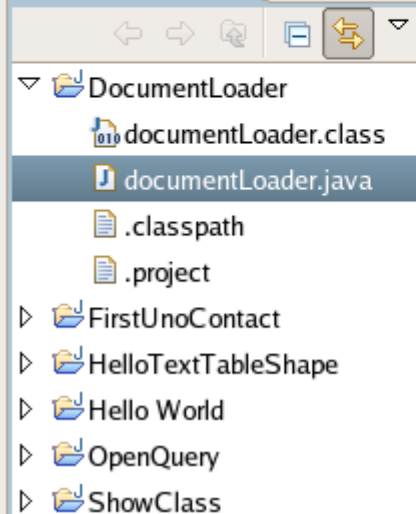 DocumentLoader
documentLoader.class
documentLoader.java
.classpath
.project
FirstUnoContact
HelloTextTableShape
Hello World
OpenQuery
ShowClass